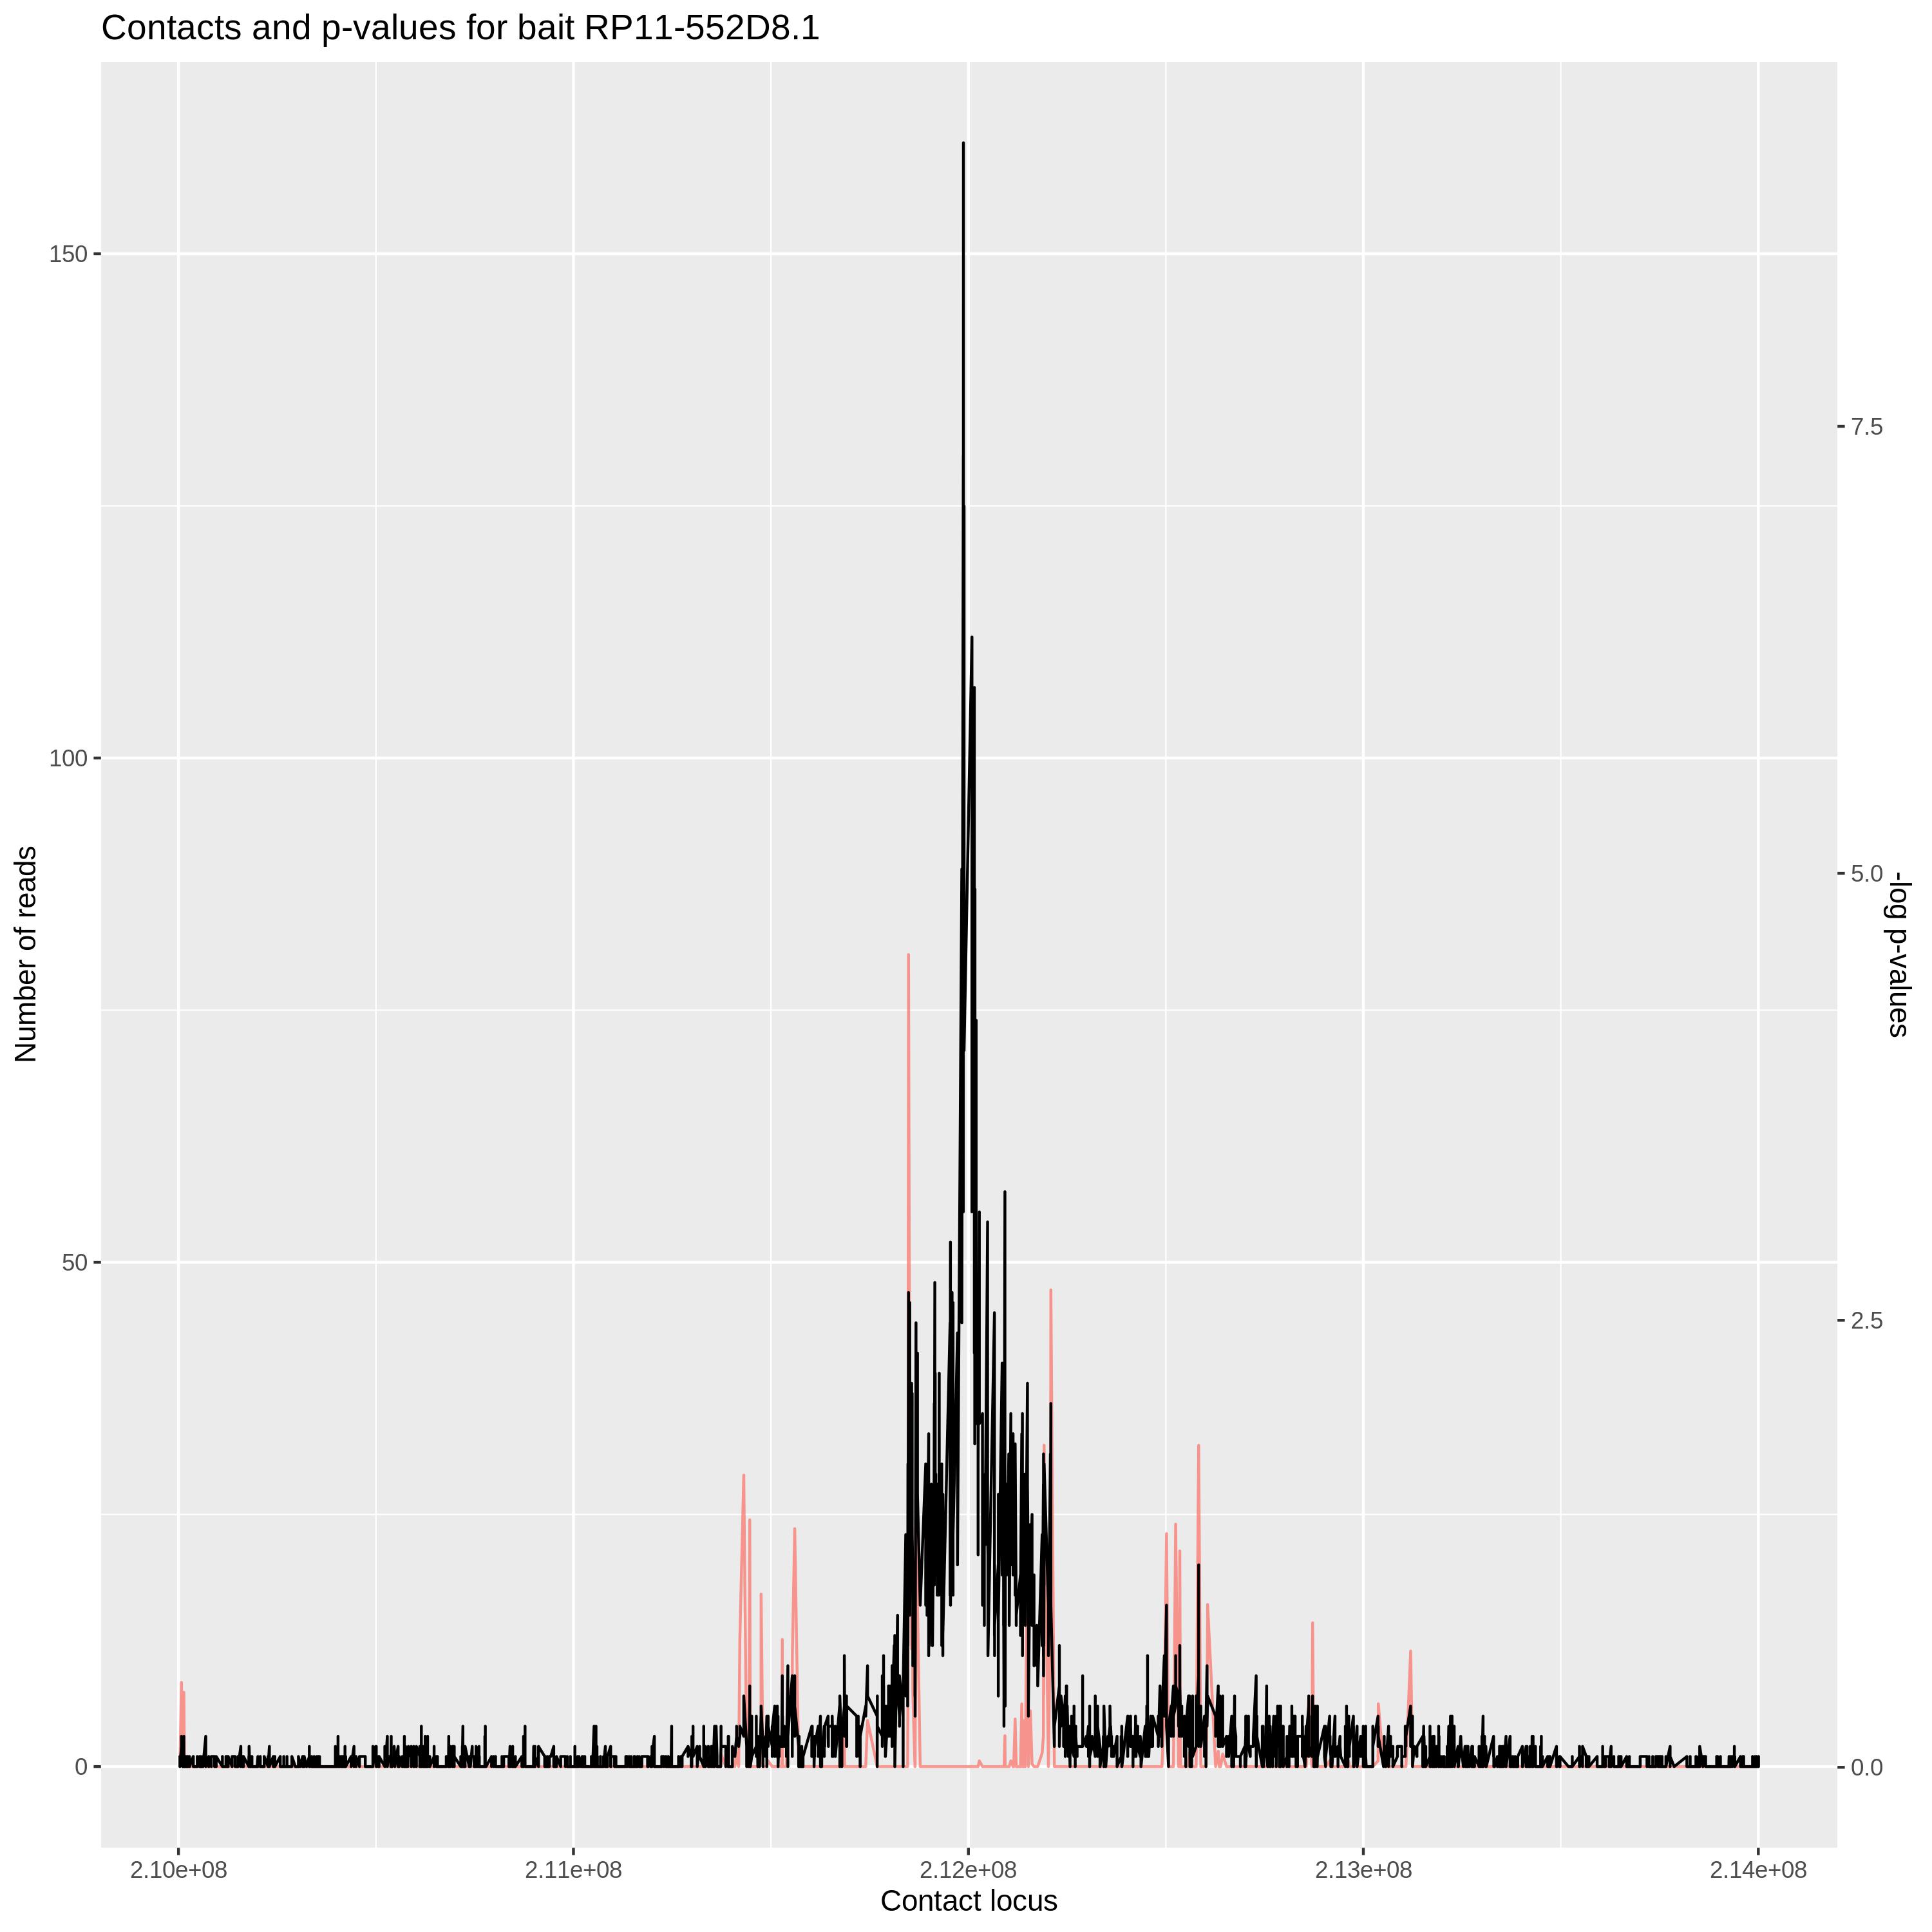 Contacts and p-values for bait RP11-552D8.1
150
100
50
0
Number of reads
7.5
5.0
2.5
0.0
-log p-values
2.10e+08
2.11e+08
2.12e+08
2.13e+08
2.14e+08
Contact locus